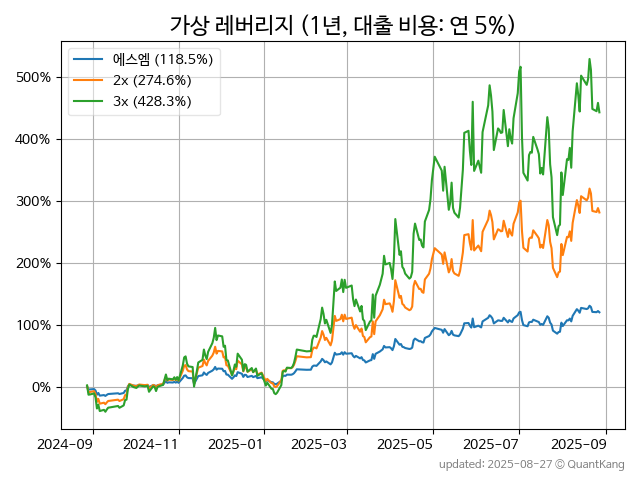 가상 레버리지 (1년, 대출 비용: 연 5%)
에스엠 (118.5%)
2x (274.6%)
3x (428.3%)
500%
400%
300%
200%
100%
0%
2024-09 2024-11 2025-01 2025-03 2025-05 2025-07 2025-09
updated: 2025-08-27 © QuantKang